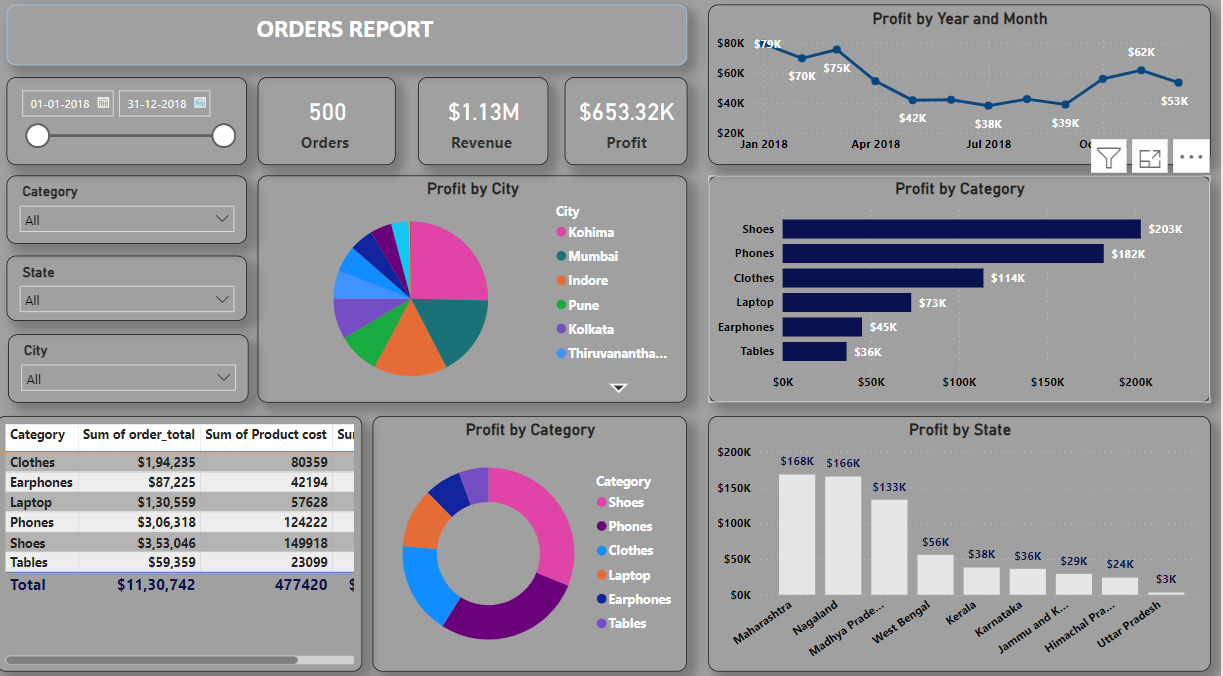 ORDERS REPORT
01-01-2018
31-12-2018
500
Orders
$1.13M
Revenue
$653.32K
Profit
Profit by Year and Month
$80K
$60K
$40K
$20K
$79K
$70K
$75K
$42K
$38K
$39K
$62K
$53K
Jan 2018
Apr 2018
Jul 2018
Category
All
State
All
City
All
Profit by City
City
Kohima
Mumbai
Indore
Pune
Kolkata
Thiruvanantha...
Profit by Category
Shoes $203K
Phones $182K
Clothes $114K
Laptop $73K
Earphones $45K
Tables $36K
$0K $50K $100K $150K $200K
Category Sum of order_total Sum of Product cost
Clothes $1,94,235 80359
Earphones $87,225 42194
Laptop $1,30,559 57628
Phones $3,06,318 124222
Shoes $3,53,046 149918
Tables $59,359 23099
Total $11,30,742 477420
Profit by Category
Category
Shoes
Phones
Clothes
Laptop
Earphones
Tables
Profit by State
$200K
$150K
$100K
$50K
$0K
$168K
$166K
$133K
$56K
$38K
$36K
$29K
$24K
$3K
Maharashtra
Nagaland
Madhya Prade...
West Bengal
Kerala
Karnataka
Jammu and K...
Himachal Pra...
Uttar Pradesh